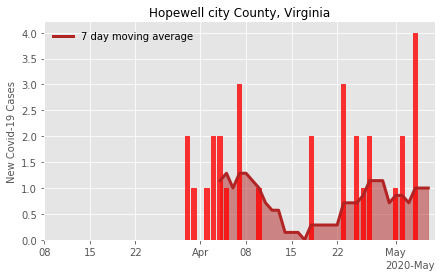 Hopewell city County, Virginia
7 day moving average
New Covid-19 Cases
4.0
3.5
3.0
2.5
2.0
1.5
1.0
0.5
0.0
08 15 22 Apr 08 15 22 May
2020-May